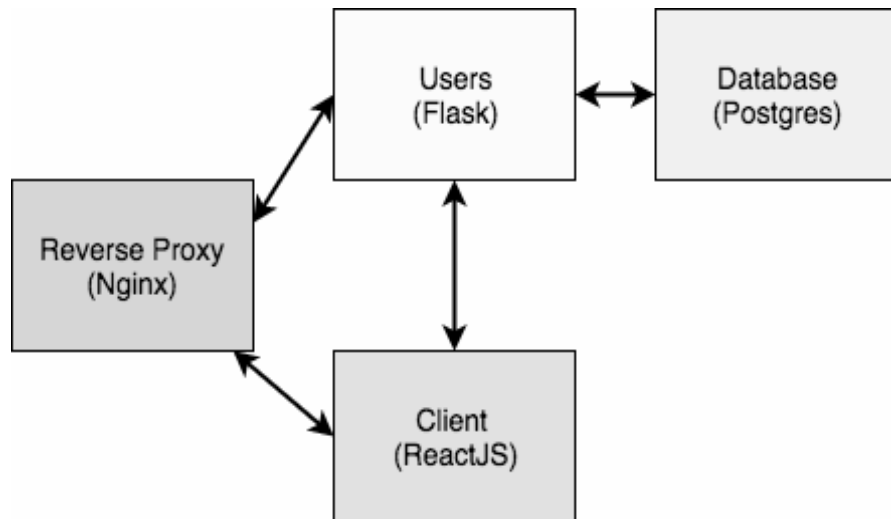 Users
(Flask)
Database
(Postgres)
Reverse Proxy
(Nginx)
Client
(ReactJS)